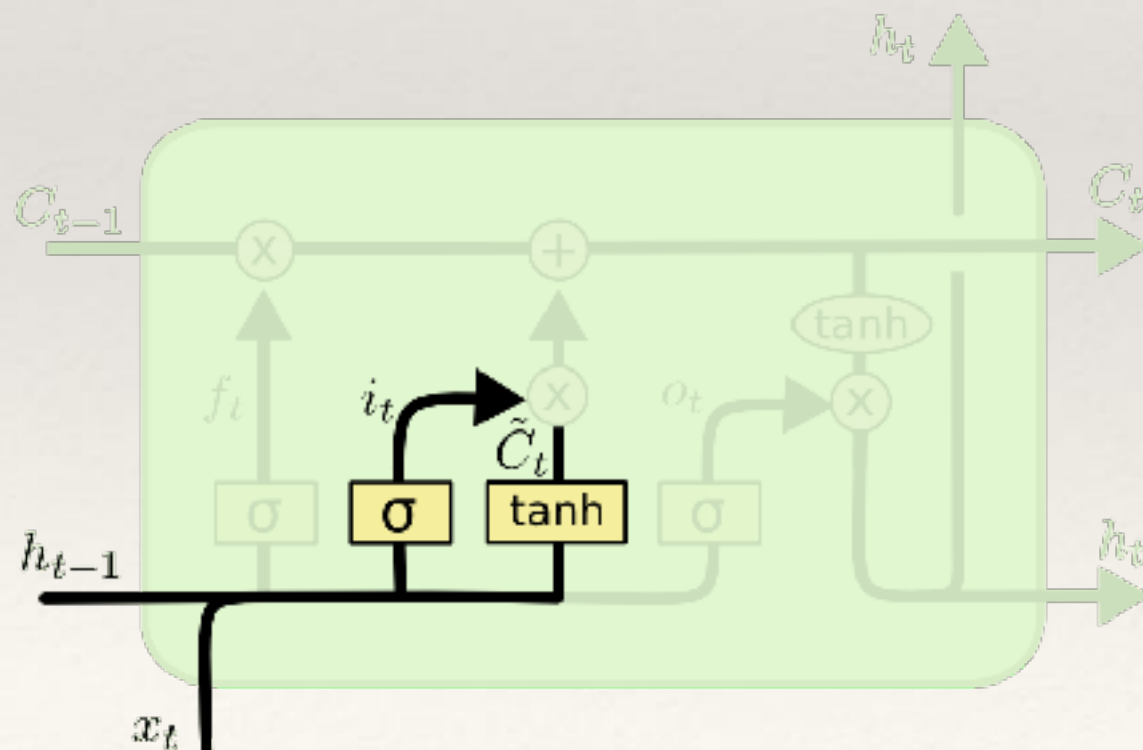 h_t
C_{t-1}
C_t
x
+
tanh
f_t
i_t
x
o_t
x
C̃_t
σ
σ
tanh
σ
h_{t-1}
h_t
x_t